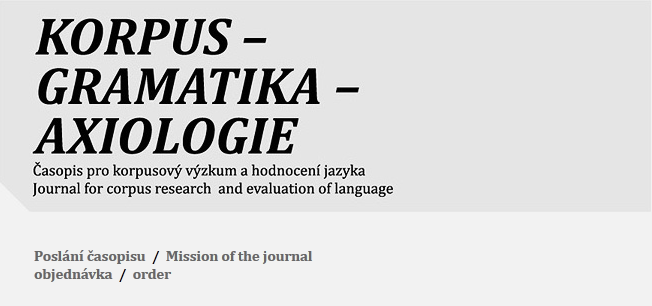 KORPUS –
GRAMATIKA –
AXIOLOGIE
Časopis pro korpusový výzkum a hodnocení jazyka
Journal for corpus research and evaluation of language
Poslání časopisu / Mission of the journal
objednávka / order